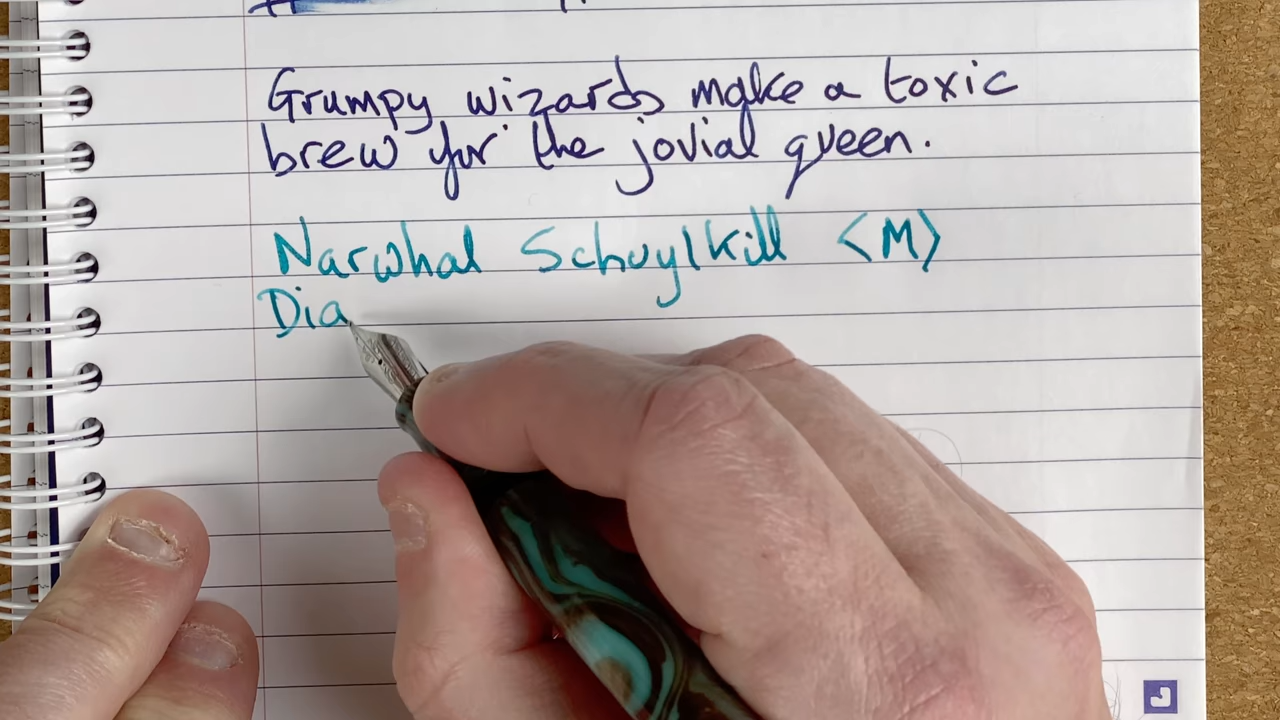 Grumpy wizards make a toxic
brew for the jovial queen.
Narwhal Schuylkill <M>
Dia